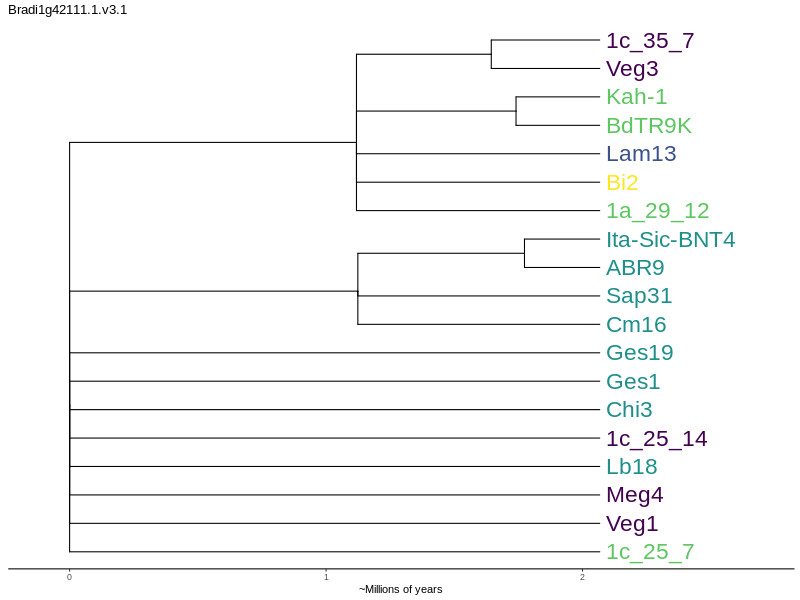 Bradi1g42111.1.v3.1
1c_35_7
Veg3
Kah-1
BdTR9K
Lam13
Bi2
1a_29_12
Ita-Sic-BNT4
ABR9
Sap31
Cm16
Ges19
Ges1
Chi3
1c_25_14
Lb18
Meg4
Veg1
1c_25_7
0 1 2
~Millions of years